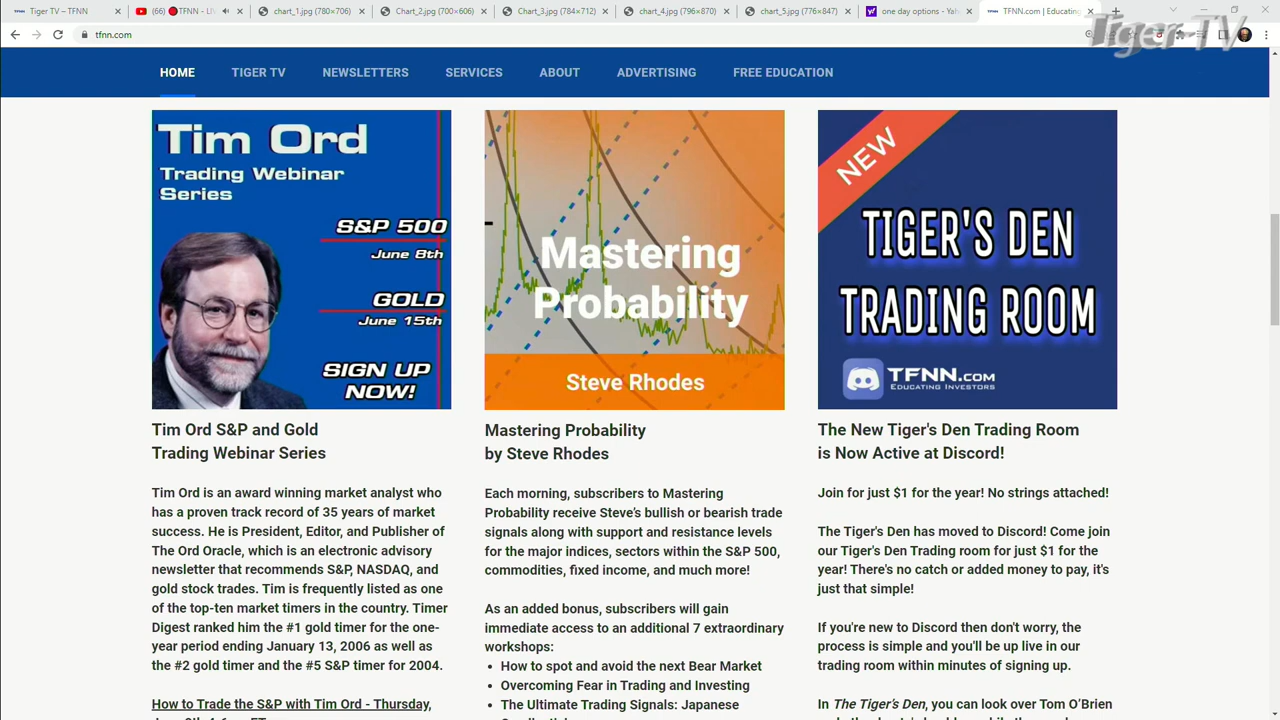 Tiger TV – TFNN
(66) 🔴TFNN - LIV
chart_1.jpg (780×706)
Chart_2.jpg (700×606)
Chart_3.jpg (784×712)
chart_4.jpg (796×870)
chart_5.jpg (776×847)
one day options - Yah
TFNN.com | Educating
tfnn.com
Tiger TV
HOME
TIGER TV
NEWSLETTERS
SERVICES
ABOUT
ADVERTISING
FREE EDUCATION
Tim Ord
Trading Webinar
Series
S&P 500
June 8th
GOLD
June 15th
SIGN UP
NOW!
Tim Ord S&P and Gold
Trading Webinar Series
Tim Ord is an award winning market analyst who
has a proven track record of 35 years of market
success. He is President, Editor, and Publisher of
The Ord Oracle, which is an electronic advisory
newsletter that recommends S&P, NASDAQ, and
gold stock trades. Tim is frequently listed as one
of the top-ten market timers in the country. Timer
Digest ranked him the #1 gold timer for the one-
year period ending January 13, 2006 as well as
the #2 gold timer and the #5 S&P timer for 2004.
How to Trade the S&P with Tim Ord - Thursday,
Mastering
Probability
Steve Rhodes
Mastering Probability
by Steve Rhodes
Each morning, subscribers to Mastering
Probability receive Steve's bullish or bearish trade
signals along with support and resistance levels
for the major indices, sectors within the S&P 500,
commodities, fixed income, and much more!
As an added bonus, subscribers will gain
immediate access to an additional 7 extraordinary
workshops:
• How to spot and avoid the next Bear Market
• Overcoming Fear in Trading and Investing
• The Ultimate Trading Signals: Japanese
NEW
TIGER'S DEN
TRADING ROOM
TFNN.COM
EDUCATING INVESTORS
The New Tiger's Den Trading Room
is Now Active at Discord!
Join for just $1 for the year! No strings attached!
The Tiger's Den has moved to Discord! Come join
our Tiger's Den Trading room for just $1 for the
year! There's no catch or added money to pay, it's
just that simple!
If you're new to Discord then don't worry, the
process is simple and you'll be up live in our
trading room within minutes of signing up.
In The Tiger's Den, you can look over Tom O'Brien